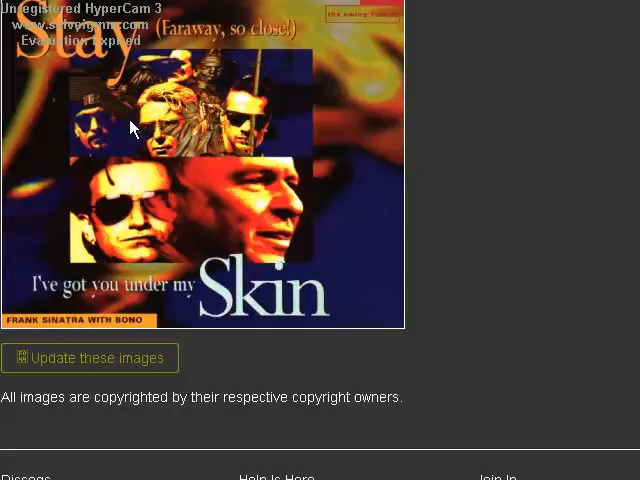 Unregistered HyperCam 3
Evaluation Expired
Stay (Faraday, so close!)
I've got you under my Skin
FRANK SINATRA WITH BONO
Update these images
All images are copyrighted by their respective copyright owners.
Discogs
Help Is Here
Join In